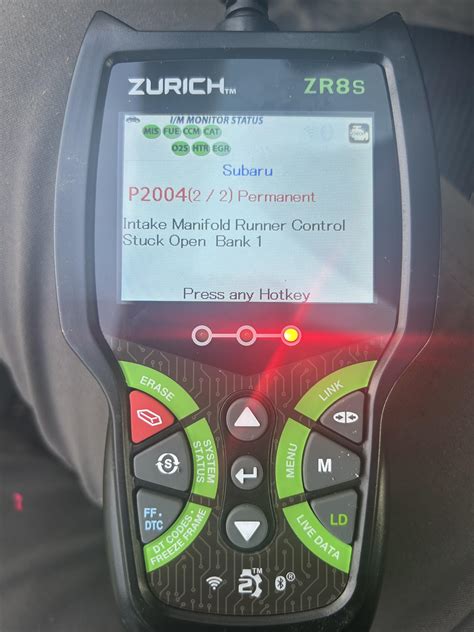 ZURICH™
ZR8S
I/M MONITOR STATUS
MIS FUE CCM CAT
O2S HTR EGR
Subaru
P2004(2 / 2) Permanent
Intake Manifold Runner Control
Stuck Open Bank 1
Press any Hotkey
ERASE
LINK
S
SYSTEM STATUS
MENU
M
FF-
DTC
LD
DT CODES -
FREEZE FRAME
LIVE DATA
2™
®